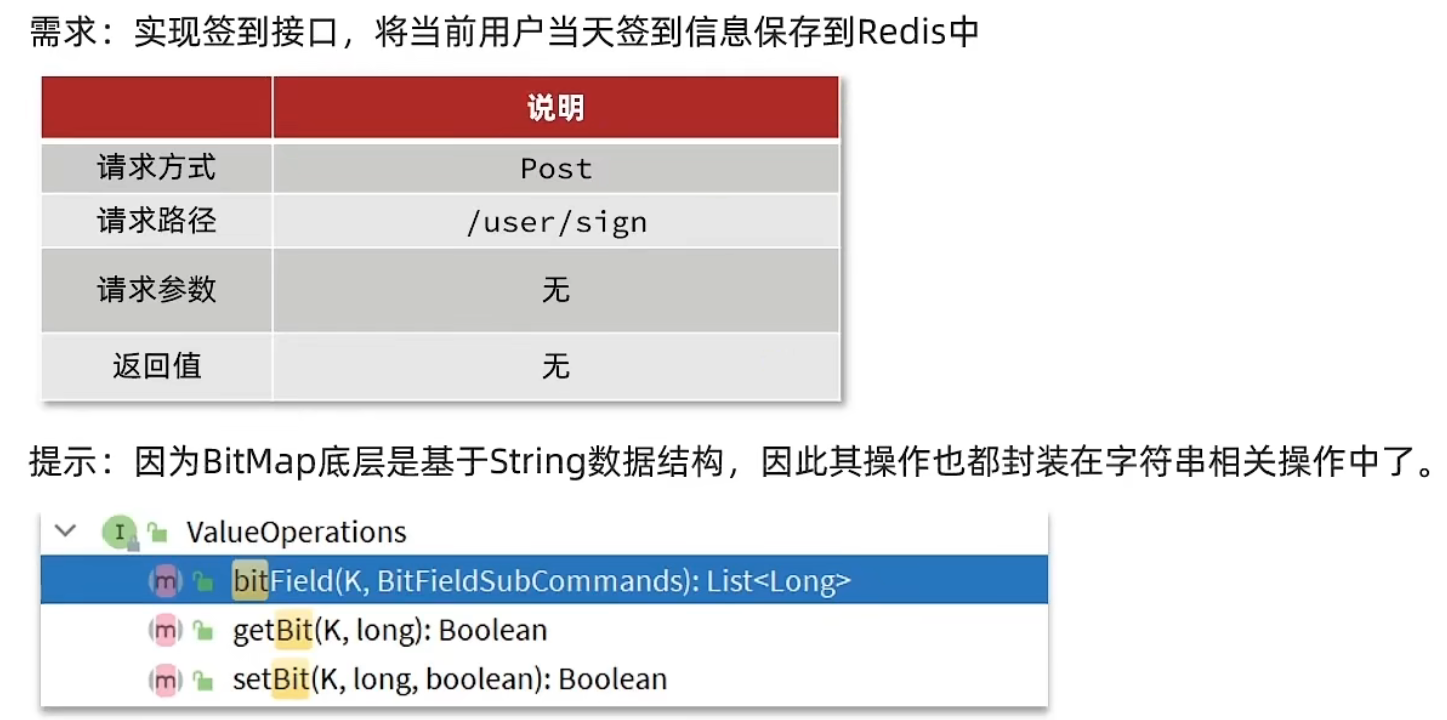 需求：实现签到接口，将当前用户当天签到信息保存到Redis中
说明
请求方式 Post
请求路径 /user/sign
请求参数 无
返回值 无
提示：因为BitMap底层是基于String数据结构，因此其操作也都封装在字符串相关操作中了。
I ValueOperations
m bitField(K, BitFieldSubCommands): List<Long>
m getBit(K, long): Boolean
m setBit(K, long, boolean): Boolean